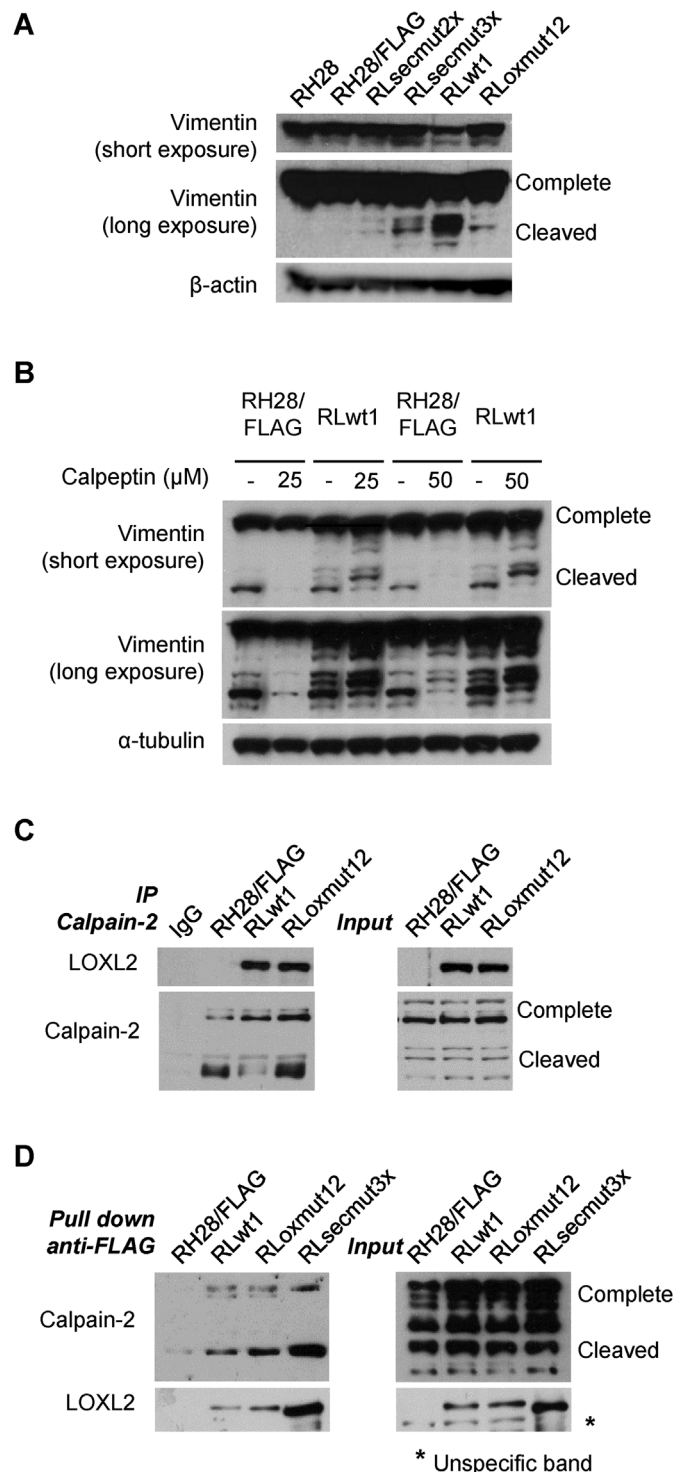 A
RH28
RH28/FLAG
RLsecmut2x
RLsecmut3x
RLwt1
RLoxmut12
Vimentin
(short exposure)
Vimentin
(long exposure)
Complete
Cleaved
β-actin
B
RH28/
FLAG
RLwt1
RH28/
FLAG
RLwt1
Calpeptin (μM) - 25 - 25 - 50 - 50
Vimentin
(short exposure)
Complete
Cleaved
Vimentin
(long exposure)
α-tubulin
C
IP
Calpain-2
IgG
RH28/FLAG
RLwt1
RLoxmut12
Input
RH28/FLAG
RLwt1
RLoxmut12
LOXL2
Calpain-2
Complete
Cleaved
D
Pull down
anti-FLAG
RH28/FLAG
RLwt1
RLoxmut12
RLsecmut3x
Input
RH28/FLAG
RLwt1
RLoxmut12
RLsecmut3x
Calpain-2
Complete
Cleaved
LOXL2
*
* Unspecific band